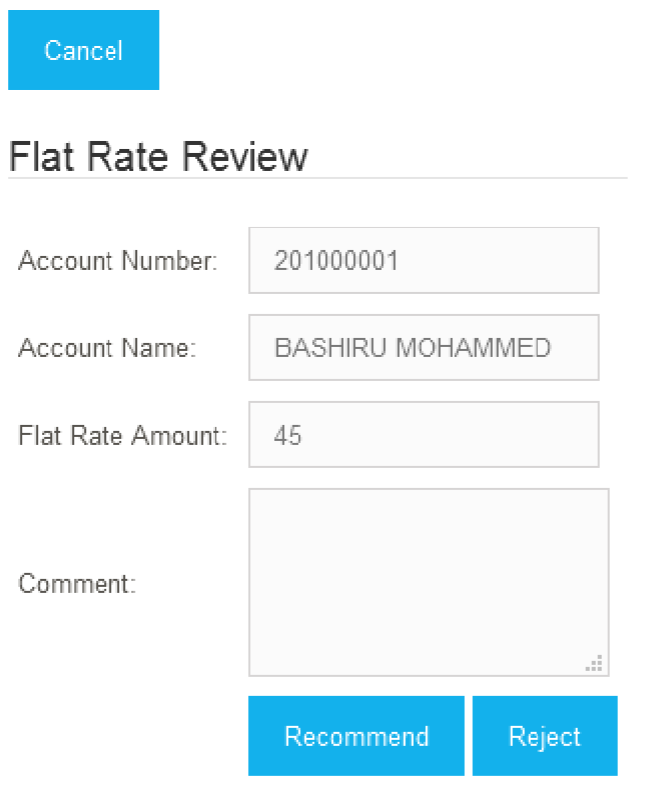 Cancel
Flat Rate Review
Account Number: 201000001
Account Name: BASHIRU MOHAMMED
Flat Rate Amount: 45
Comment:
Recommend Reject